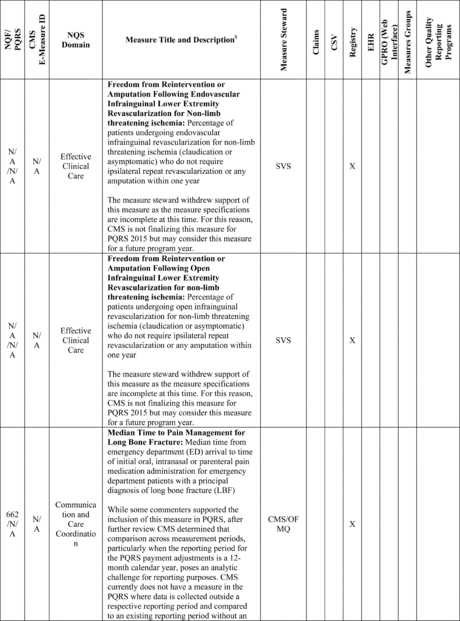 NQF/
PQRS
CMS
E-Measure ID
NQS
Domain
Measure Title and Description¥
Measure Steward
Claims
CSV
Registry
EHR
GPRO (Web
Interface)
Measures Groups
Other Quality
Reporting
Programs
N/
A
/N/
A
N/
A
Effective
Clinical
Care
Freedom from Reintervention or
Amputation Following Endovascular
Infrainguinal Lower Extremity
Revascularization for Non-limb
threatening ischemia: Percentage of
patients undergoing endovascular
infrainguinal revascularization for non-limb
threatening ischemia (claudication or
asymptomatic) who do not require
ipsilateral repeat revascularization or any
amputation within one year
The measure steward withdrew support of
this measure as the measure specifications
are incomplete at this time. For this reason,
CMS is not finalizing this measure for
PQRS 2015 but may consider this measure
for a future program year.
SVS
X
N/
A
/N/
A
N/
A
Effective
Clinical
Care
Freedom from Reintervention or
Amputation Following Open
Infrainguinal Lower Extremity
Revascularization for non-limb
threatening ischemia: Percentage of
patients undergoing open infrainguinal
revascularization for non-limb threatening
ischemia (claudication or asymptomatic)
who do not require ipsilateral repeat
revascularization or any amputation within
one year
The measure steward withdrew support of
this measure as the measure specifications
are incomplete at this time. For this reason,
CMS is not finalizing this measure for
PQRS 2015 but may consider this measure
for a future program year.
SVS
X
662
/N/
A
N/
A
Communica
tion and
Care
Coordinatio
n
Median Time to Pain Management for
Long Bone Fracture: Median time from
emergency department (ED) arrival to time
of initial oral, intranasal or parenteral pain
medication administration for emergency
department patients with a principal
diagnosis of long bone fracture (LBF)
While some commenters supported the
inclusion of this measure in PQRS, after
further review CMS determined that
comparison across measurement periods,
particularly when the reporting period for
the PQRS payment adjustments is a 12-
month calendar year, poses an analytic
challenge for reporting purposes. CMS
currently does not have a measure in the
PQRS where data is collected outside a
respective reporting period and compared
to an existing reporting period without an
CMS/OF
MQ
X